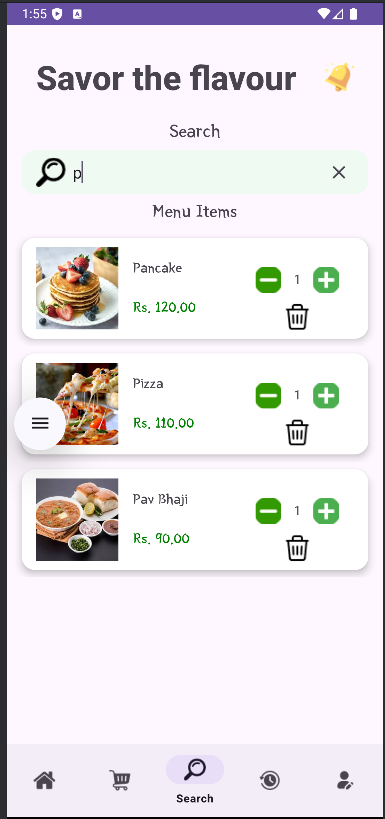 1:55
Savor the flavour
Search
p
Menu Items
Pancake
1
Rs. 120.00
Pizza
1
Rs. 110.00
Pav Bhaji
1
Rs. 90.00
Search